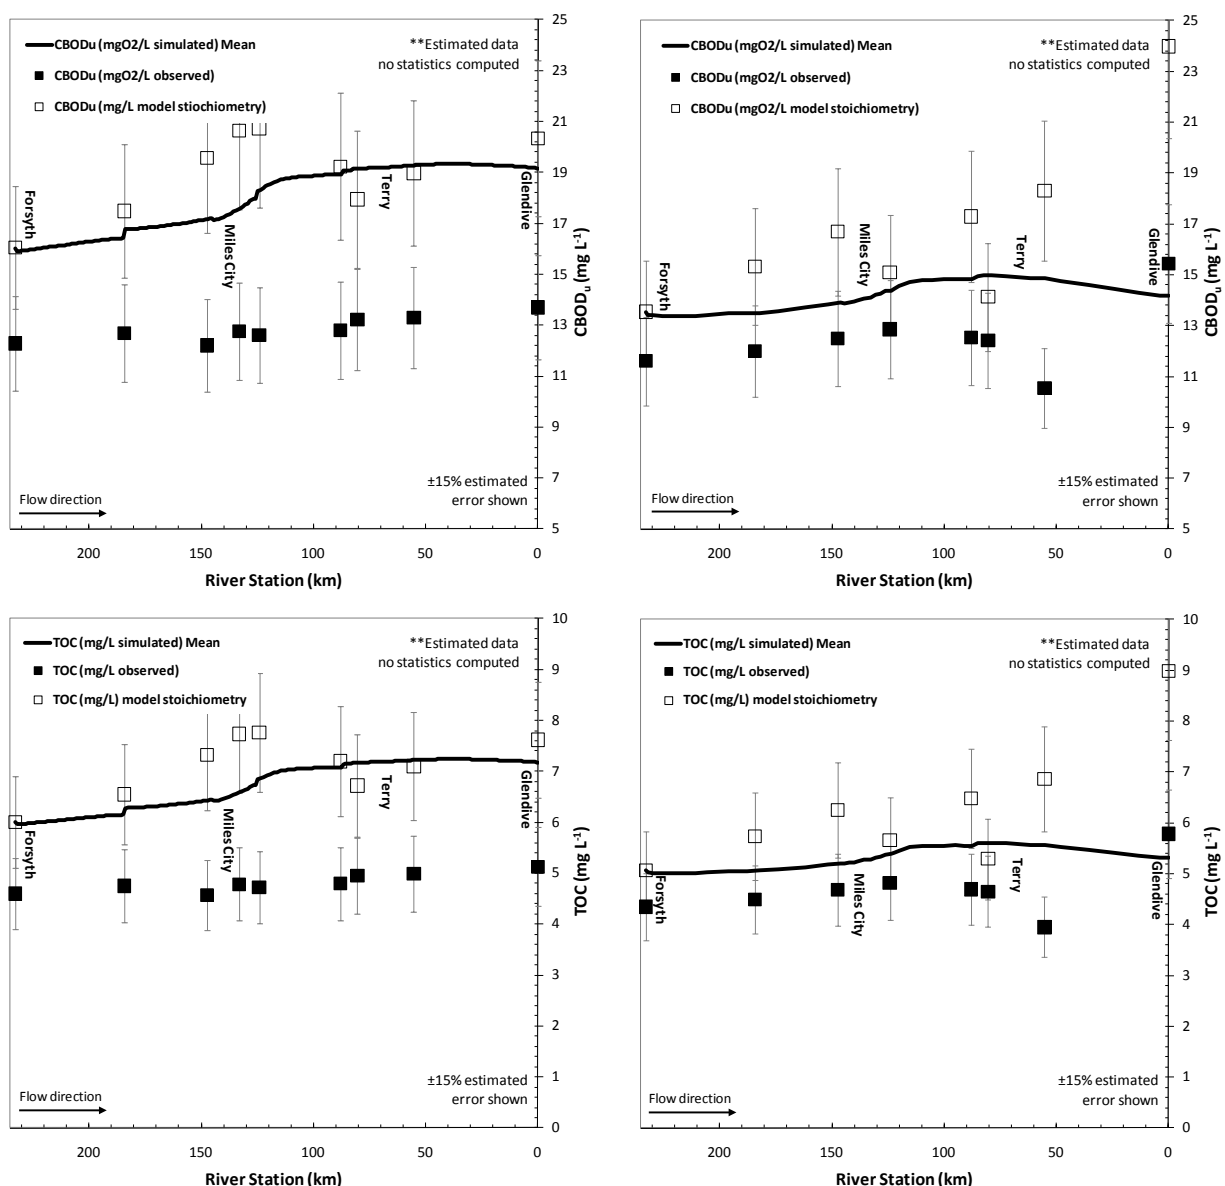 CBODu (mgO2/L simulated) Mean
CBODu (mgO2/L observed)
CBODu (mg/L model stiochiometry)
**Estimated data
no statistics computed
Forsyth
Miles City
Terry
Glendive
Flow direction
±15% estimated
error shown
25
23
21
19
17
15
13
11
9
7
5
CBODu (mg L-1)
200
150
100
50
0
River Station (km)
CBODu (mgO2/L simulated) Mean
CBODu (mgO2/L observed)
CBODu (mgO2/L model stoichiometry)
**Estimated data
no statistics computed
Forsyth
Miles City
Terry
Glendive
Flow direction
±15% estimated
error shown
25
23
21
19
17
15
13
11
9
7
5
CBODu (mg L-1)
200
150
100
50
0
River Station (km)
TOC (mg/L simulated) Mean
TOC (mg/L observed)
TOC (mg/L) model stoichiometry
**Estimated data
no statistics computed
Forsyth
Miles City
Terry
Glendive
Flow direction
±15% estimated
error shown
10
9
8
7
6
5
4
3
2
1
0
TOC (mg L-1)
200
150
100
50
0
River Station (km)
TOC (mg/L simulated) Mean
TOC (mg/L observed)
TOC (mg/L) model stoichiometry
**Estimated data
no statistics computed
Forsyth
Miles City
Terry
Glendive
Flow direction
±15% estimated
error shown
10
9
8
7
6
5
4
3
2
1
0
TOC (mg L-1)
200
150
100
50
0
River Station (km)